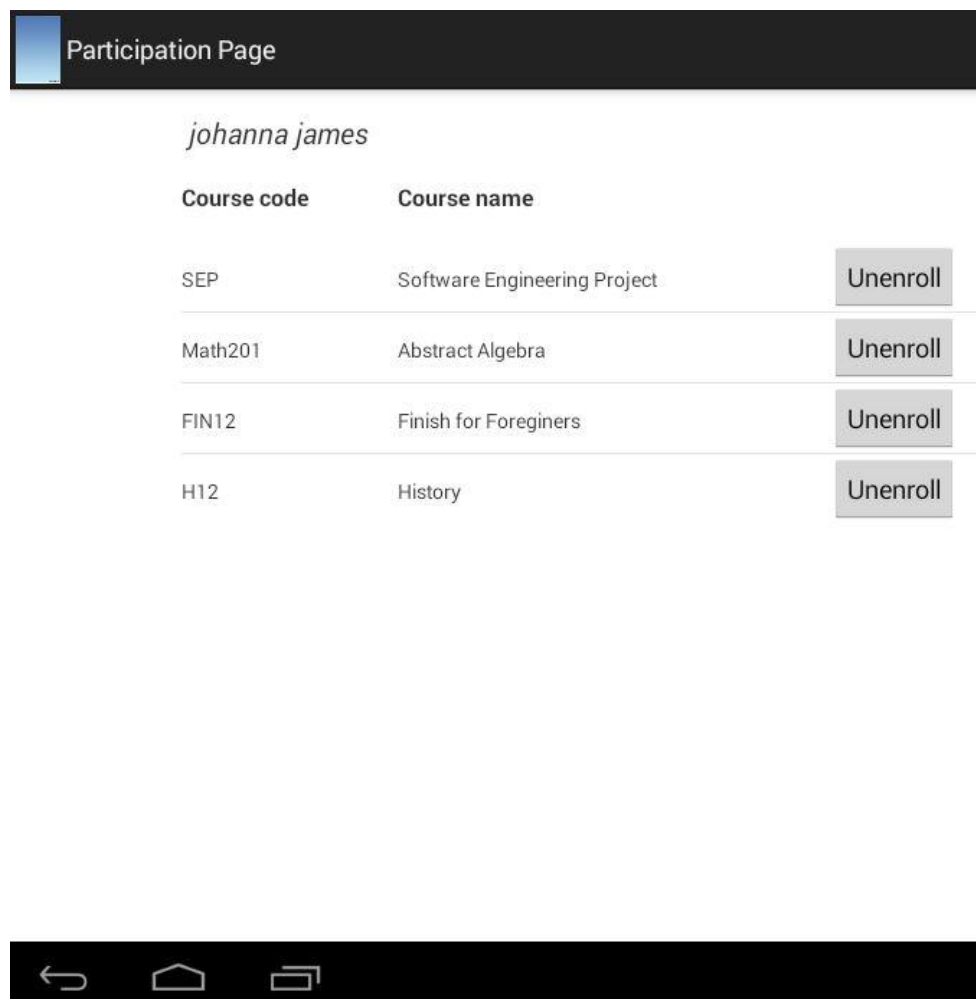 Participation Page
johanna james
Course code Course name
SEP Software Engineering Project Unenroll
Math201 Abstract Algebra Unenroll
FIN12 Finish for Foreginers Unenroll
H12 History Unenroll